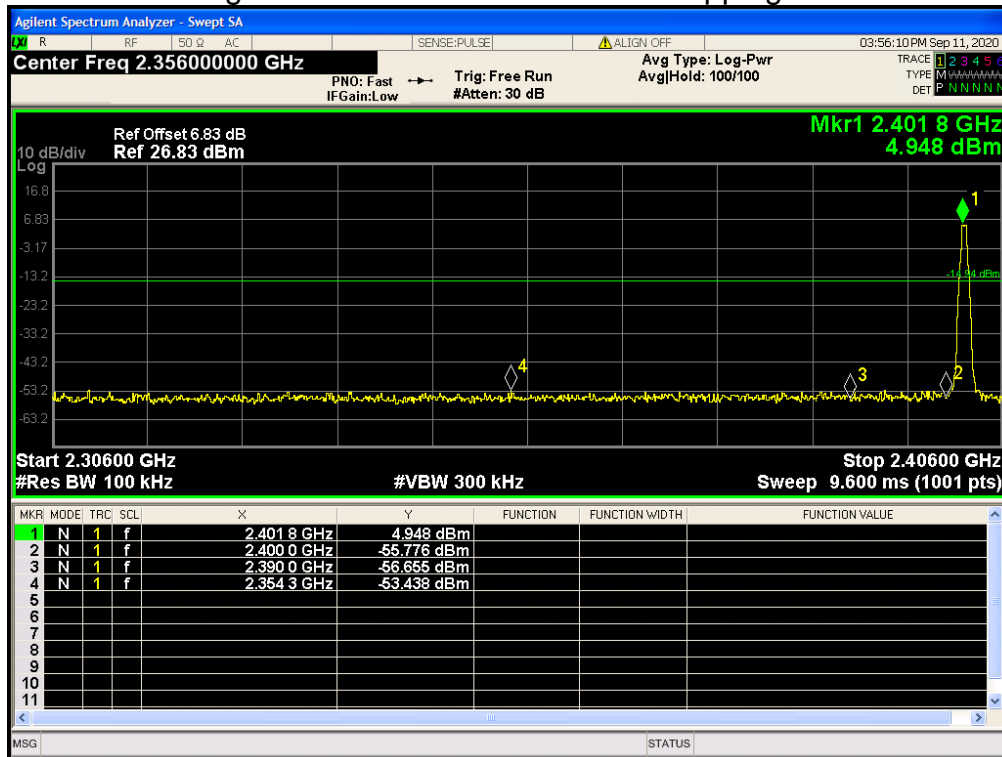 Agilent Spectrum Analyzer - Swept SA
LXI R RF 50 Ω AC SENSE:PULSE ALIGN OFF 03:56:10 PM Sep 11, 2020
Center Freq 2.356000000 GHz
PNO: Fast
IFGain:Low
Trig: Free Run
#Atten: 30 dB
Avg Type: Log-Pwr
Avg|Hold: 100/100
TRACE 1 2 3 4 5 6
TYPE M
DET P N N N N N
Mkr1 2.401 8 GHz
4.948 dBm
Ref Offset 6.83 dB
10 dB/div Ref 26.83 dBm
Log
16.8
6.83
-3.17
-13.2
-23.2
-33.2
-43.2
-53.2
-63.2
1
4
3
2
Start 2.30600 GHz Stop 2.40600 GHz
#Res BW 100 kHz #VBW 300 kHz Sweep 9.600 ms (1001 pts)
MKR MODE TRC SCL X Y FUNCTION FUNCTION WIDTH FUNCTION VALUE
1 N 1 f 2.401 8 GHz 4.948 dBm
2 N 1 f 2.400 0 GHz -55.776 dBm
3 N 1 f 2.390 0 GHz -56.655 dBm
4 N 1 f 2.354 3 GHz -53.438 dBm
5
6
7
8
9
10
11
MSG STATUS